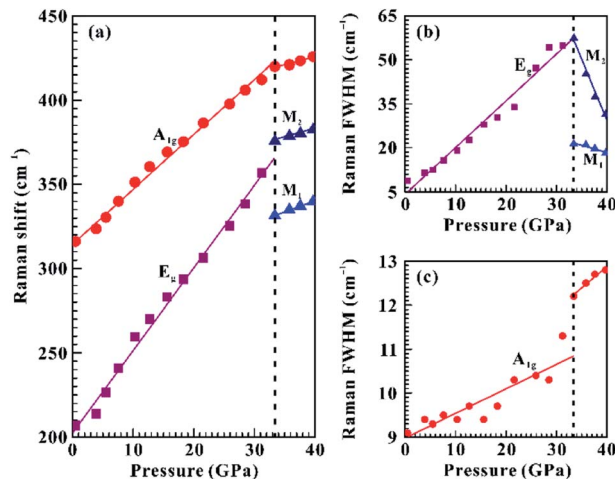 (a)
Raman shift (cm⁻¹)
450
400
350
300
250
200
A₁g
M₂
M₁
Eg
0
10
20
30
40
Pressure (GPa)
(b)
Raman FWHM (cm⁻¹)
65
50
35
20
5
Eg
M₂
M₁
0
10
20
30
40
Pressure (GPa)
(c)
Raman FWHM (cm⁻¹)
13
12
11
10
9
A₁g
0
10
20
30
40
Pressure (GPa)